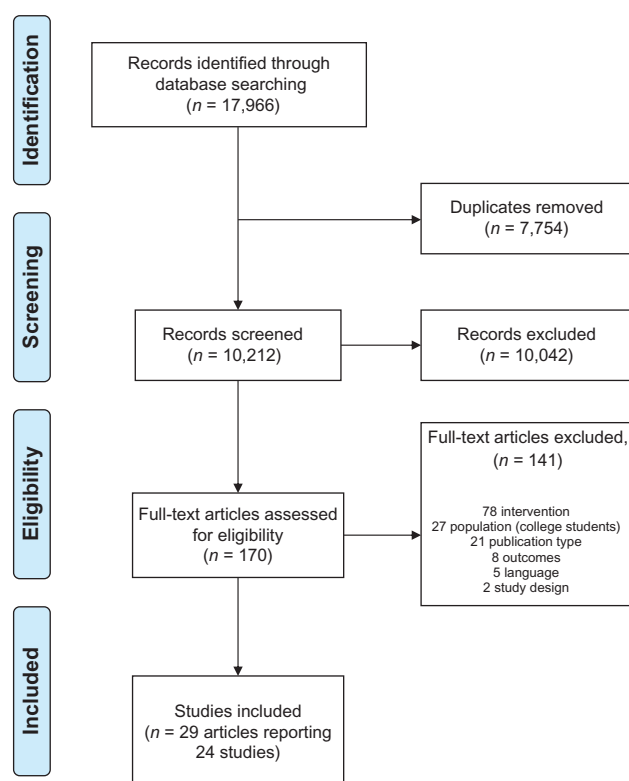 Identification
Records identified through
database searching
(n = 17,966)
Duplicates removed
(n = 7,754)
Screening
Records screened
(n = 10,212)
Records excluded
(n = 10,042)
Eligibility
Full-text articles assessed
for eligibility
(n = 170)
Full-text articles excluded,
(n = 141)
78 intervention
27 population (college students)
21 publication type
8 outcomes
5 language
2 study design
Included
Studies included
(n = 29 articles reporting
24 studies)